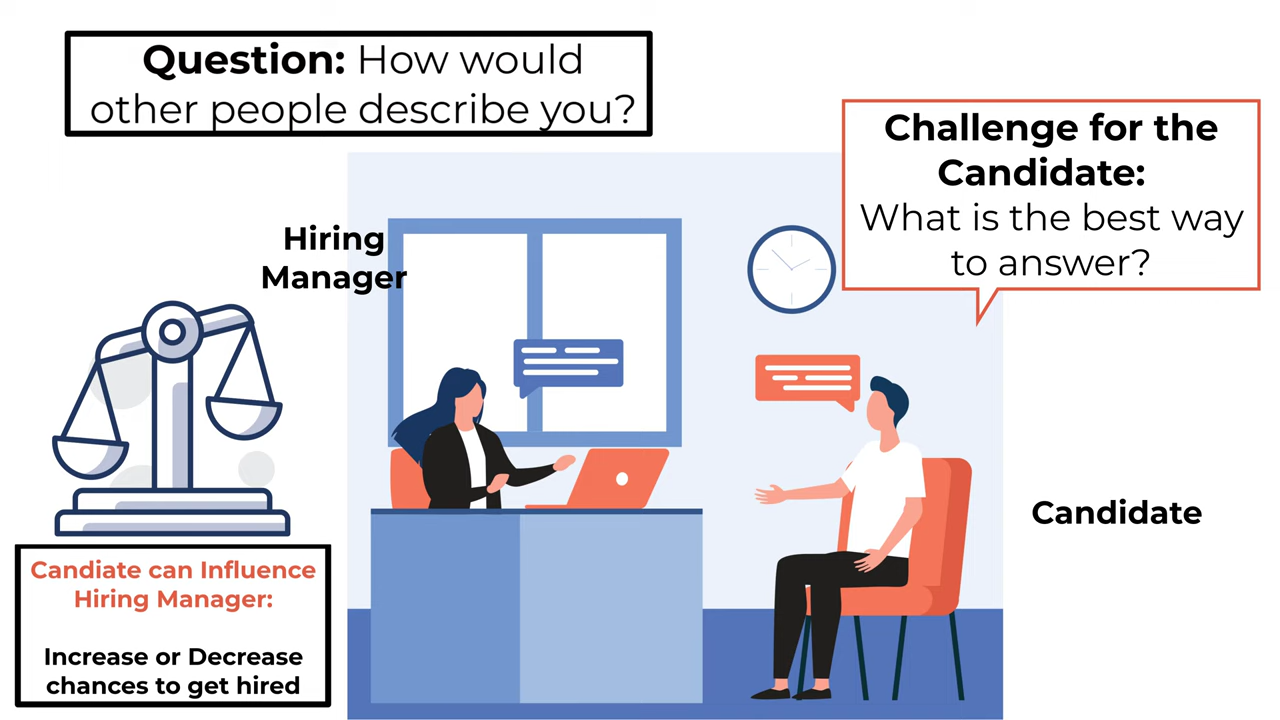 Question: How would
other people describe you?
Challenge for the
Candidate:
What is the best way
to answer?
Hiring
Manager
Candidate
Candiate can Influence
Hiring Manager:
Increase or Decrease
chances to get hired